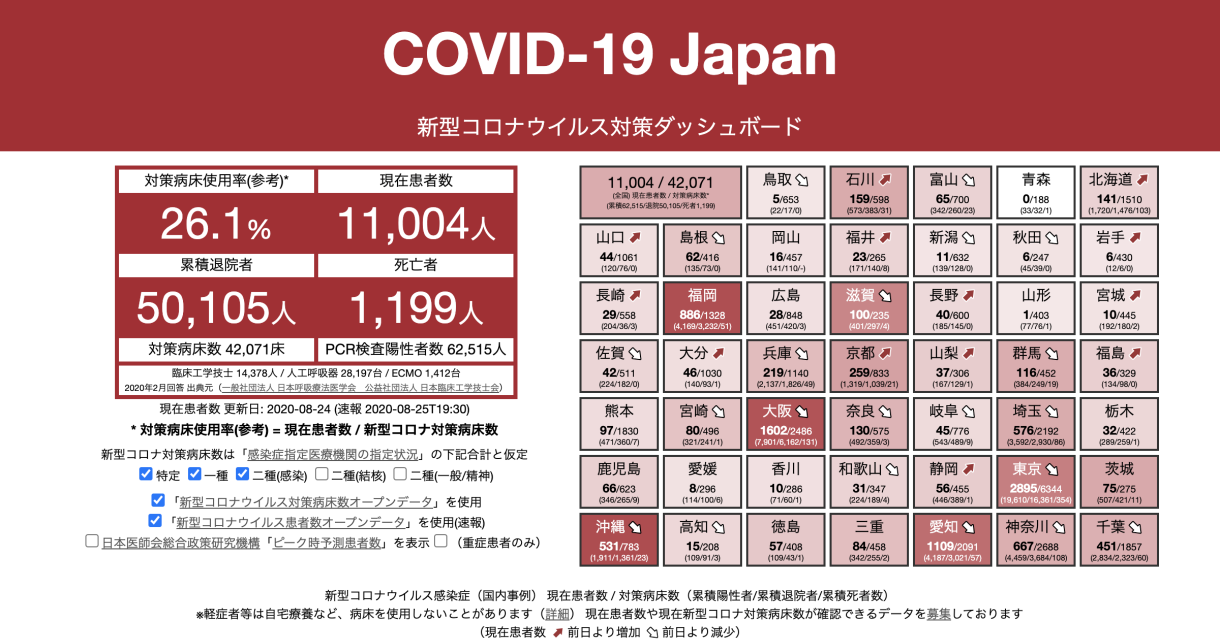 COVID-19 Japan
新型コロナウイルス対策ダッシュボード
対策病床使用率(参考)*
現在患者数
26.1%
11,004人
累積退院者
死亡者
50,105人
1,199人
対策病床数 42,071床
PCR検査陽性者数 62,515人
臨床工学技士 14,378人 / 人工呼吸器 28,197台 / ECMO 1,412台
2020年2月回答 出典元（一般社団法人 日本呼吸療法医学会　公益社団法人 日本臨床工学技士会）
現在患者数 更新日: 2020-08-24 (速報 2020-08-25T19:30)
* 対策病床使用率(参考) = 現在患者数 / 新型コロナ対策病床数
新型コロナ対策病床数は「感染症指定医療機関の指定状況」の下記合計と仮定
特定 一種 二種(感染) 二種(結核) 二種(一般/精神)
「新型コロナウイルス対策病床数オープンデータ」を使用
「新型コロナウイルス患者数オープンデータ」を使用(速報)
日本医師会総合政策研究機構「ピーク時予測患者数」を表示 （重症患者のみ）
11,004 / 42,071
(全国) 現在患者数 / 対策病床数*
(累積62,515/退院50,105/死者1,199)
鳥取
5/653
(22/17/0)
石川
159/598
(573/383/31)
富山
65/700
(342/260/23)
青森
0/188
(33/32/1)
北海道
141/1510
(1,720/1,476/103)
山口
44/1061
(120/76/0)
島根
62/416
(135/73/0)
岡山
16/457
(141/110/-)
福井
23/265
(171/140/8)
新潟
11/632
(139/128/0)
秋田
6/247
(45/39/0)
岩手
6/430
(12/6/0)
長崎
29/558
(204/36/3)
福岡
886/1328
(4,169/3,232/51)
広島
28/848
(451/420/3)
滋賀
100/235
(401/297/4)
長野
40/600
(185/145/0)
山形
1/403
(77/76/1)
宮城
10/445
(192/180/2)
佐賀
42/511
(224/182/0)
大分
46/1030
(140/93/1)
兵庫
219/1140
(2,137/1,826/49)
京都
259/833
(1,319/1,039/21)
山梨
37/306
(167/129/1)
群馬
116/452
(384/249/19)
福島
36/329
(134/98/0)
熊本
97/1830
(471/360/7)
宮崎
80/496
(321/241/1)
大阪
1602/2486
(7,901/6,162/131)
奈良
130/575
(492/359/3)
岐阜
45/776
(543/489/9)
埼玉
576/2192
(3,592/2,930/86)
栃木
32/422
(289/259/1)
鹿児島
66/623
(346/265/9)
愛媛
8/296
(114/100/6)
香川
10/286
(71/60/1)
和歌山
31/347
(224/189/4)
静岡
56/455
(446/389/1)
東京
2895/6344
(19,610/16,361/354)
茨城
75/275
(507/421/11)
沖縄
531/783
(1,911/1,361/23)
高知
15/208
(109/91/3)
徳島
57/408
(109/43/1)
三重
84/458
(342/255/2)
愛知
1109/2091
(4,187/3,021/57)
神奈川
667/2688
(4,459/3,684/108)
千葉
451/1857
(2,834/2,323/60)
新型コロナウイルス感染症（国内事例） 現在患者数 / 対策病床数（累積陽性者/累積退院者/累積死者数）
※軽症者等は自宅療養など、病床を使用しないことがあります（詳細） 現在患者数や現在新型コロナ対策病床数が確認できるデータを募集しております
（現在患者数 前日より増加 前日より減少）